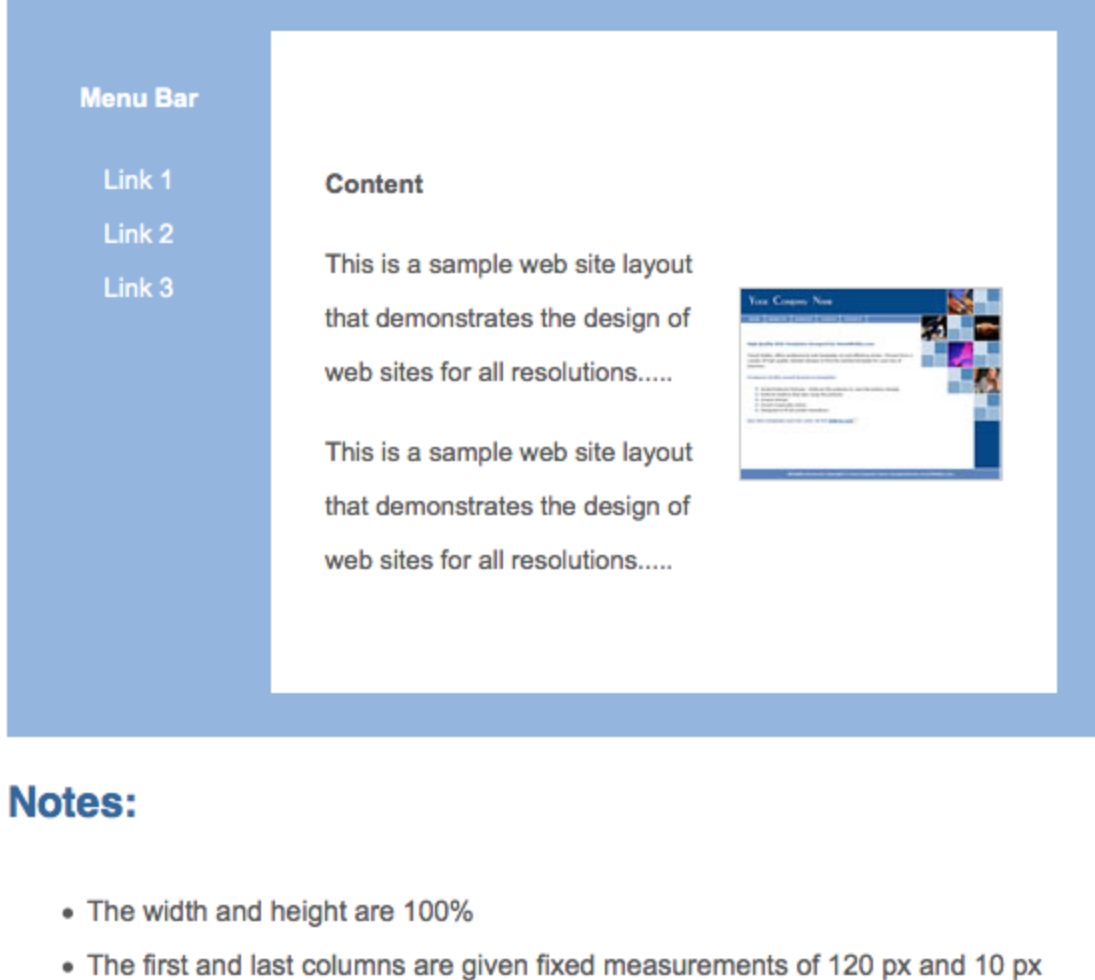 Menu Bar
Link 1
Link 2
Link 3
Content
This is a sample web site layout
that demonstrates the design of
web sites for all resolutions.....
This is a sample web site layout
that demonstrates the design of
web sites for all resolutions.....
Your Company Name
Notes:
• The width and height are 100%
• The first and last columns are given fixed measurements of 120 px and 10 px